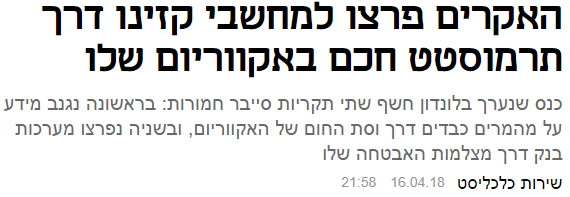 האקרים פרצו למחשבי קזינו דרך
תרמוסטט חכם באקווריום שלו
כנס שנערך בלונדון חשף שתי תקריות סייבר חמורות: בראשונה נגנב מידע
על מהמרים כבדים דרך וסת החום של האקווריום, ובשניה נפרצו מערכות
בנק דרך מצלמות האבטחה שלו
שירות כלכליסט 16.04.18 21:58